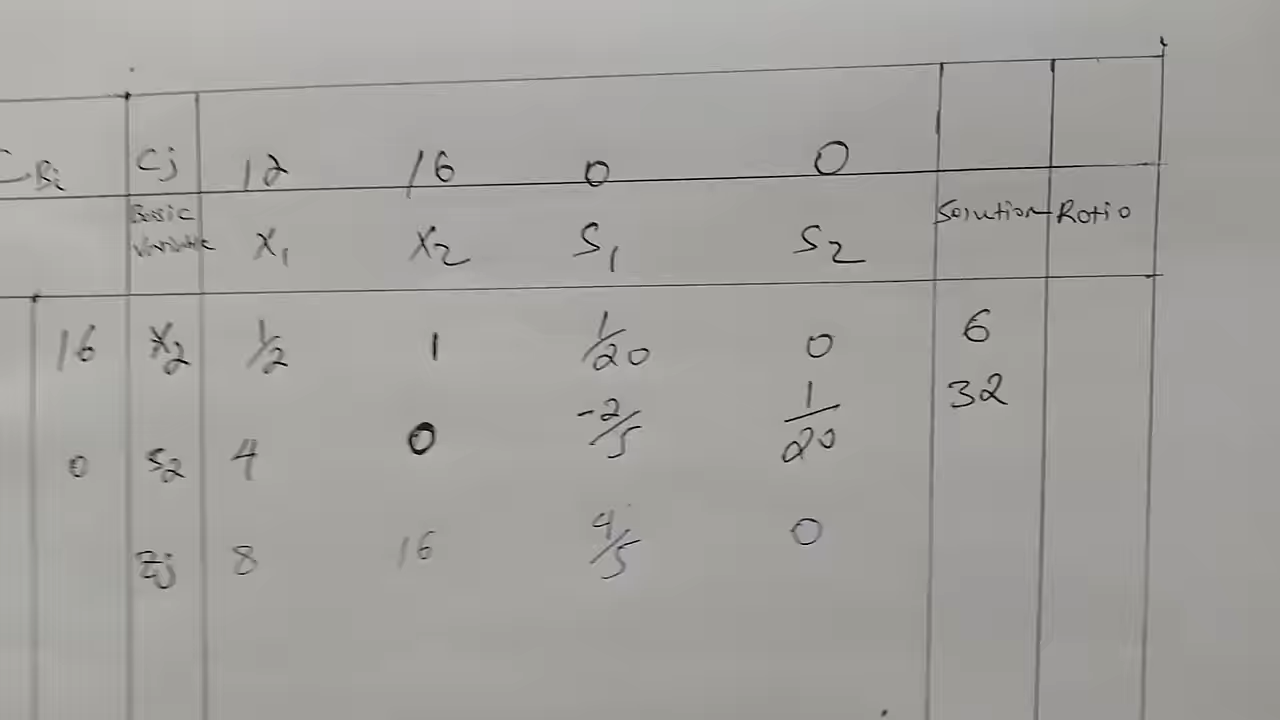 CBi Cj 12 16 0 0
Basic Variable X1 X2 S1 S2 Solution Ratio
16 X2 1/2 1 1/20 0 6
0 S2 4 0 -2/5 1/20 32
Zj 8 16 4/5 0